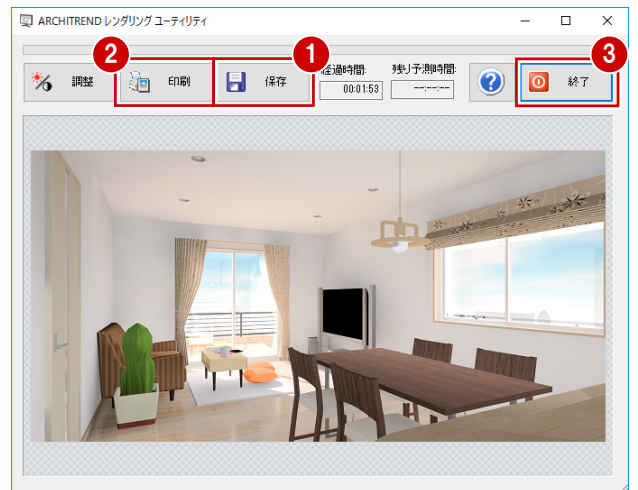 ARCHITREND レンダリング ユーティリティ
2
1
3
調整
印刷
保存
経過時間:
00:01:53
残り予測時間:
--:--:--
?
終了